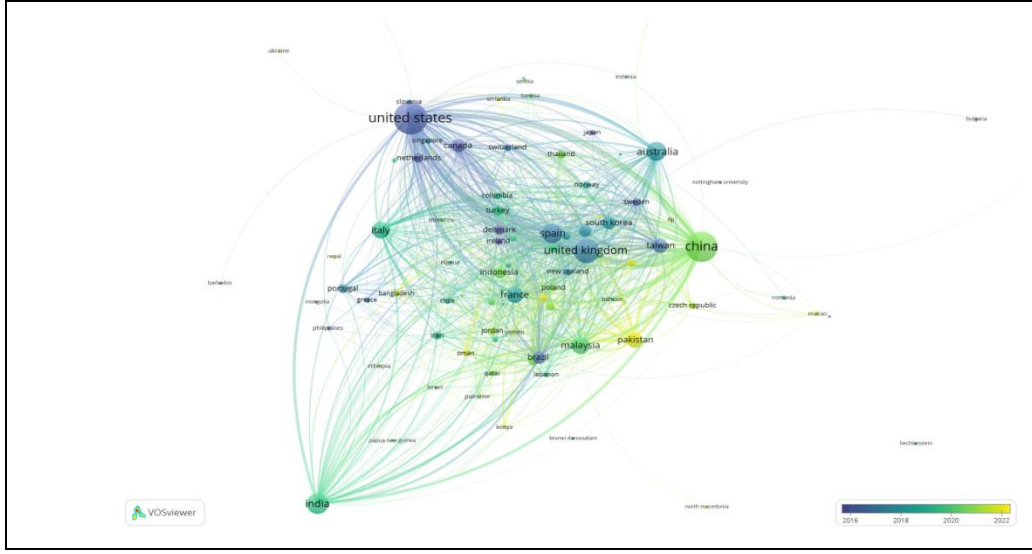 ukraine
serbia
estonia
tunisia
slovenia
sri lanka
united states
bulgaria
japan
singapore
canada
switzerland
thailand
australia
netherlands
norway
nottingham university
colombia
sweden
turkey
morocco
fiji
south korea
italy
denmark
spain
ireland
united kingdom
taiwan
china
nepal
russia
indonesia
new zealand
barbados
portugal
bangladesh
poland
france
mongolia
greece
bahrain
romania
czech republic
macao
philippines
iran
jordan
yemen
pakistan
oman
malaysia
brazil
ethiopia
qatar
lebanon
israel
palestine
kenya
papua new guinea
brunei darussalam
liechtenstein
india
north macedonia
VOSviewer
2016 2018 2020 2022